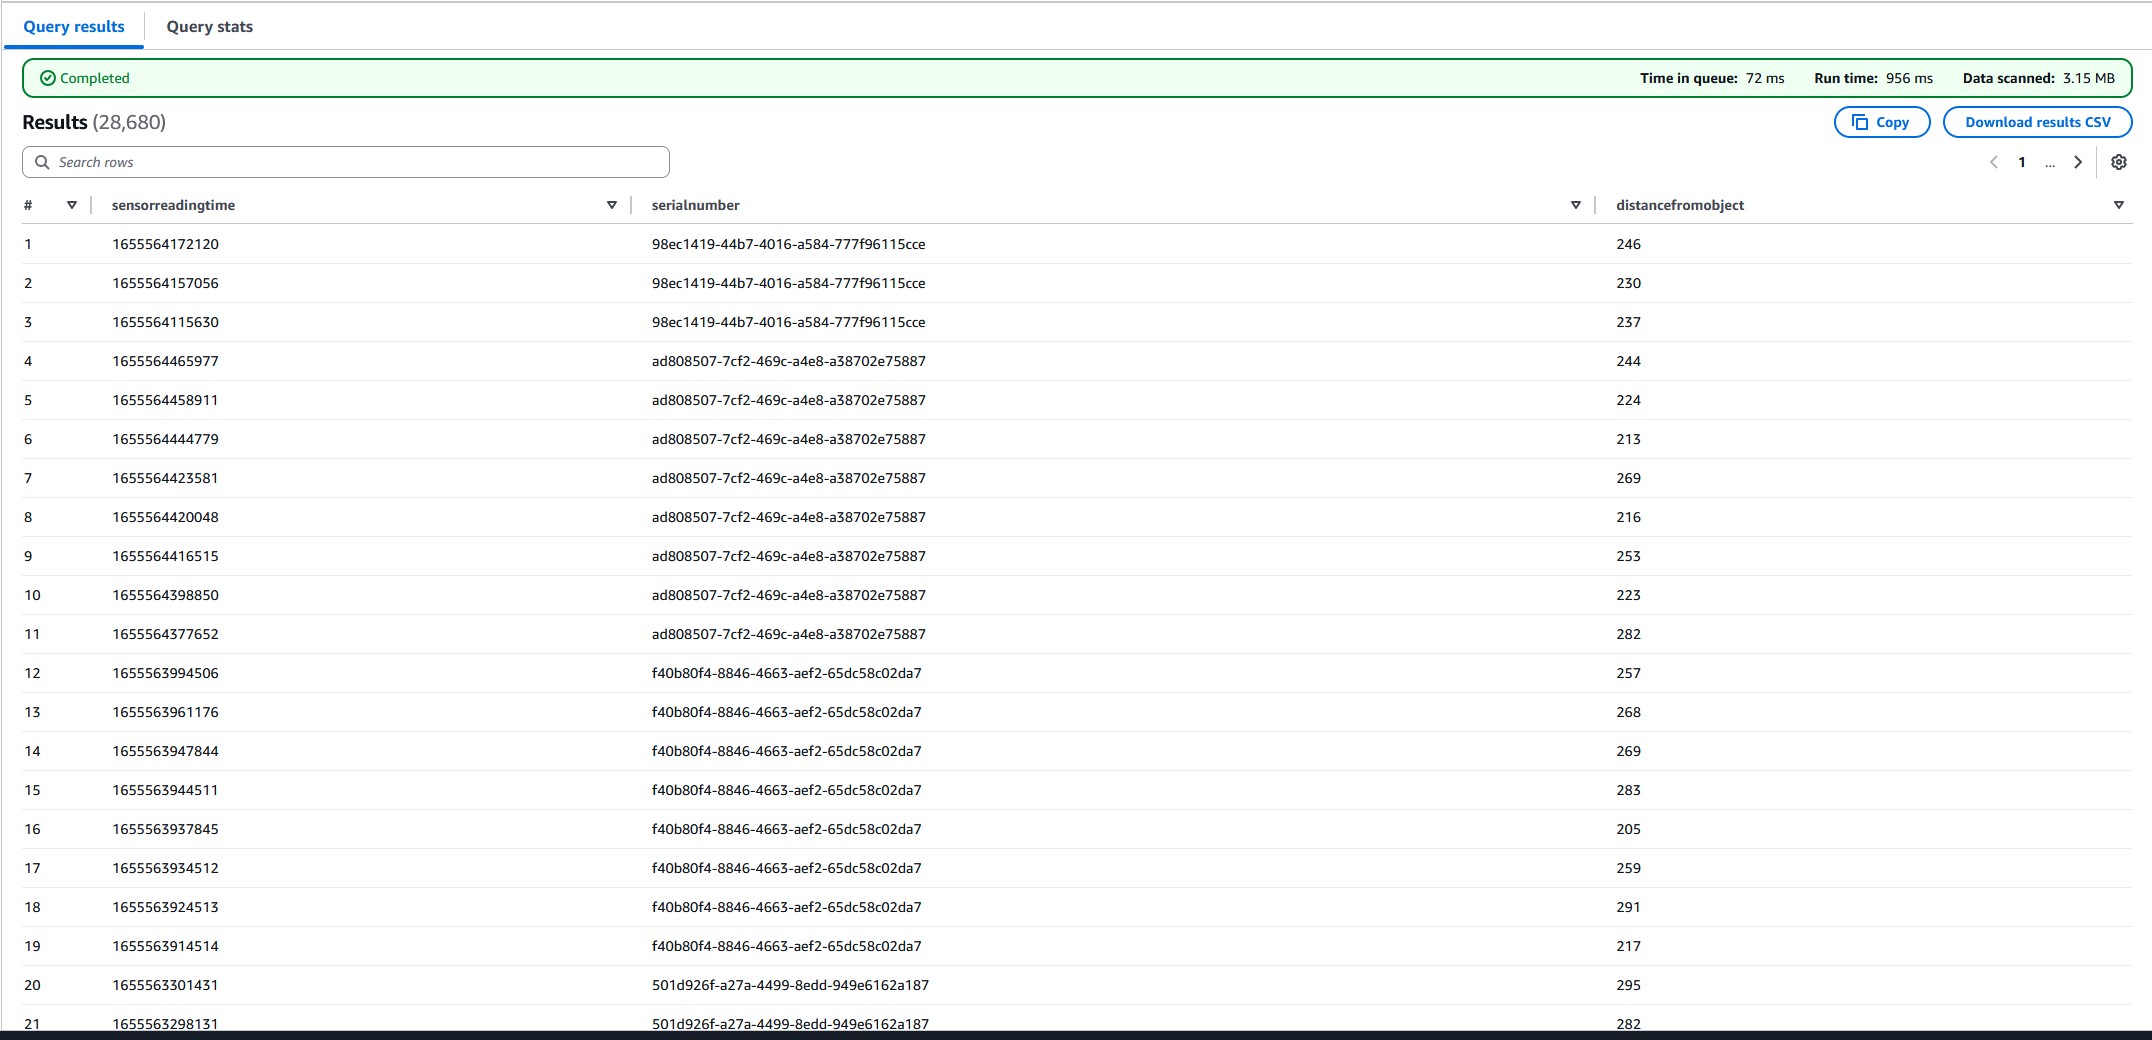 Query results Query stats
Completed Time in queue: 72 ms Run time: 956 ms Data scanned: 3.15 MB
Results (28,680) Copy Download results CSV
Search rows 1 ...
# sensorreadingtime serialnumber distancefromobject
1 1655564172120 98ec1419-44b7-4016-a584-777f96115cce 246
2 1655564157056 98ec1419-44b7-4016-a584-777f96115cce 230
3 1655564115630 98ec1419-44b7-4016-a584-777f96115cce 237
4 1655564465977 ad808507-7cf2-469c-a4e8-a38702e75887 244
5 1655564458911 ad808507-7cf2-469c-a4e8-a38702e75887 224
6 1655564444779 ad808507-7cf2-469c-a4e8-a38702e75887 213
7 1655564423581 ad808507-7cf2-469c-a4e8-a38702e75887 269
8 1655564420048 ad808507-7cf2-469c-a4e8-a38702e75887 216
9 1655564416515 ad808507-7cf2-469c-a4e8-a38702e75887 253
10 1655564398850 ad808507-7cf2-469c-a4e8-a38702e75887 223
11 1655564377652 ad808507-7cf2-469c-a4e8-a38702e75887 282
12 1655563994506 f40b80f4-8846-4663-aef2-65dc58c02da7 257
13 1655563961176 f40b80f4-8846-4663-aef2-65dc58c02da7 268
14 1655563947844 f40b80f4-8846-4663-aef2-65dc58c02da7 269
15 1655563944511 f40b80f4-8846-4663-aef2-65dc58c02da7 283
16 1655563937845 f40b80f4-8846-4663-aef2-65dc58c02da7 205
17 1655563934512 f40b80f4-8846-4663-aef2-65dc58c02da7 259
18 1655563924513 f40b80f4-8846-4663-aef2-65dc58c02da7 291
19 1655563914514 f40b80f4-8846-4663-aef2-65dc58c02da7 217
20 1655563301431 501d926f-a27a-4499-8edd-949e6162a187 295
21 1655563298131 501d926f-a27a-4499-8edd-949e6162a187 282